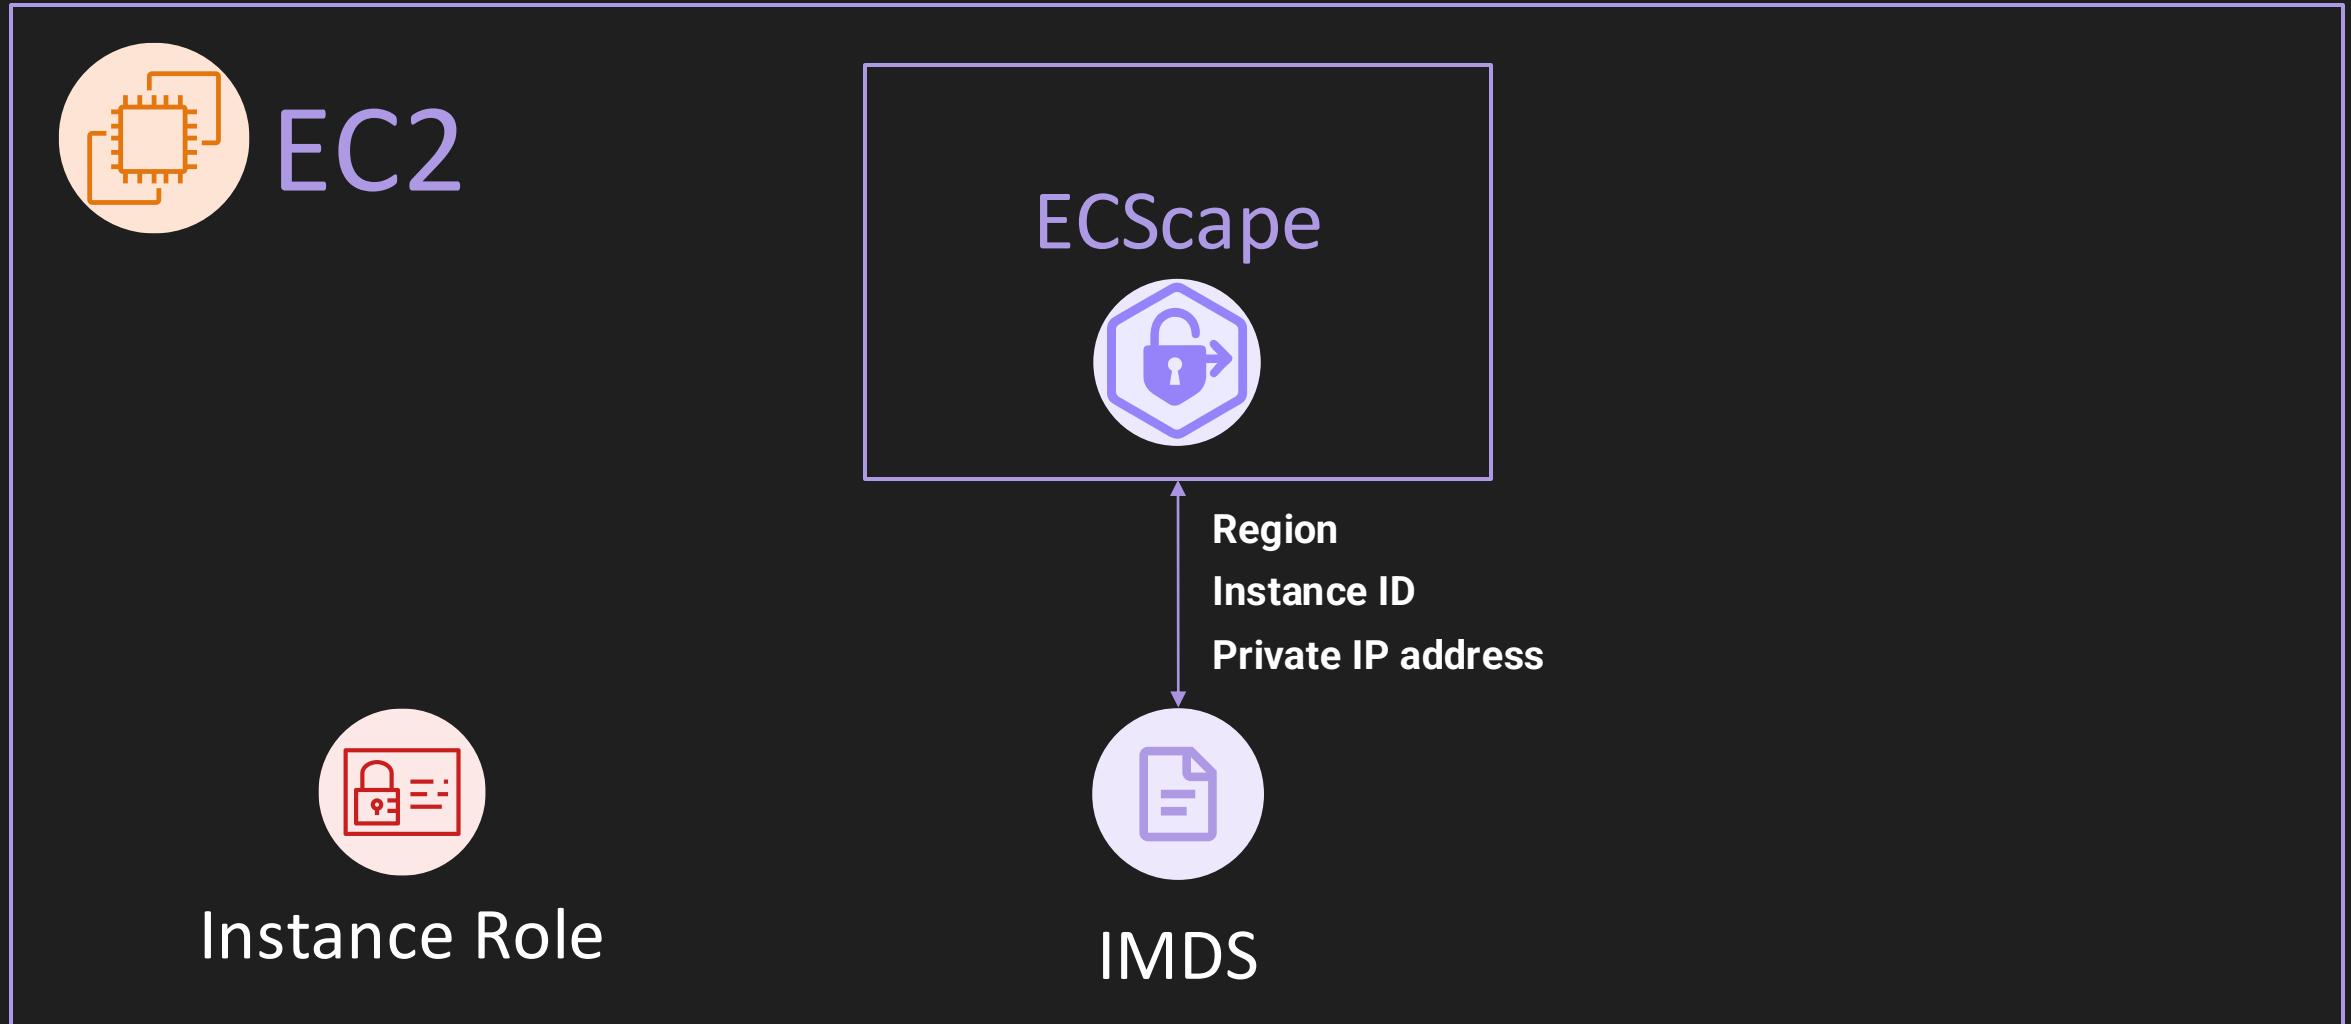 EC2
ECScape
Region
Instance ID
Private IP address
Instance Role
IMDS